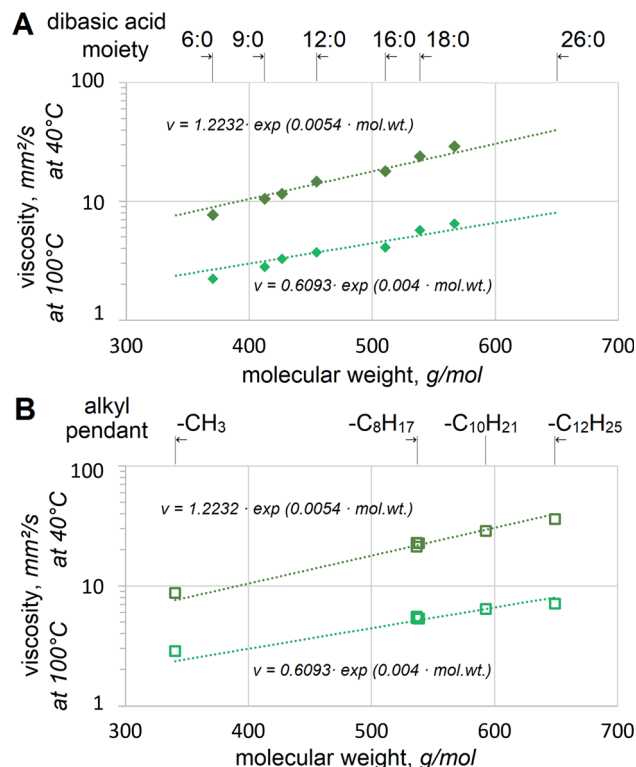 A
dibasic acid
moiety
6:0 9:0 12:0 16:0 18:0 26:0
100
v = 1.2232· exp (0.0054 · mol.wt.)
viscosity, mm²/s
at 100°C at 40°C
10
v = 0.6093· exp (0.004 · mol.wt.)
1
300 400 500 600 700
molecular weight, g/mol
B
alkyl
pendant
-CH₃ -C₈H₁₇ -C₁₀H₂₁ -C₁₂H₂₅
100
v = 1.2232 · exp (0.0054 · mol.wt.)
viscosity, mm²/s
at 100°C at 40°C
10
v = 0.6093· exp (0.004 · mol.wt.)
1
300 400 500 600 700
molecular weight, g/mol